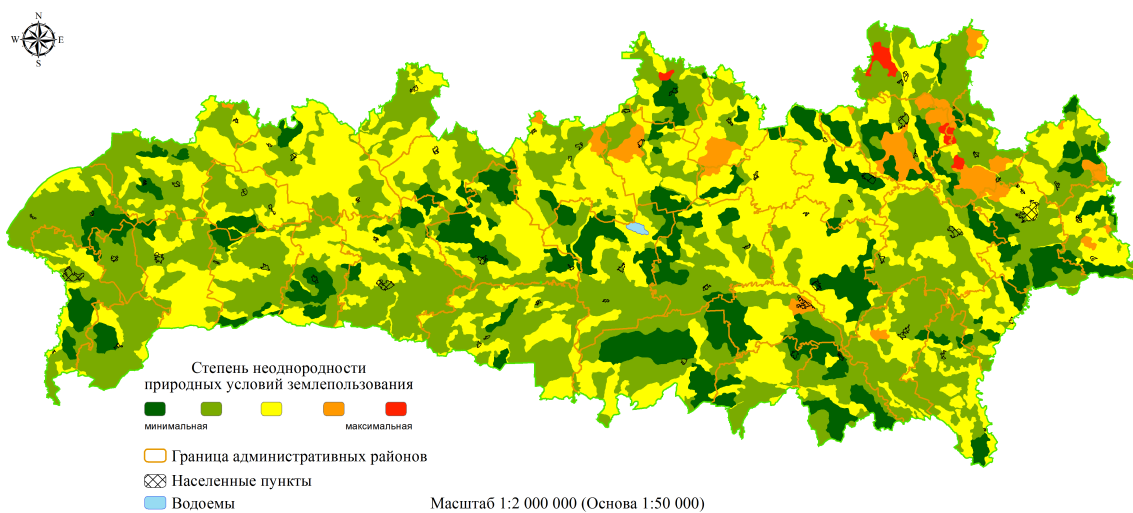 N
W E
S
Степень неоднородности
природных условий землепользования
минимальная максимальная
Граница административных районов
Населенные пункты
Водоемы
Масштаб 1:2 000 000 (Основа 1:50 000)